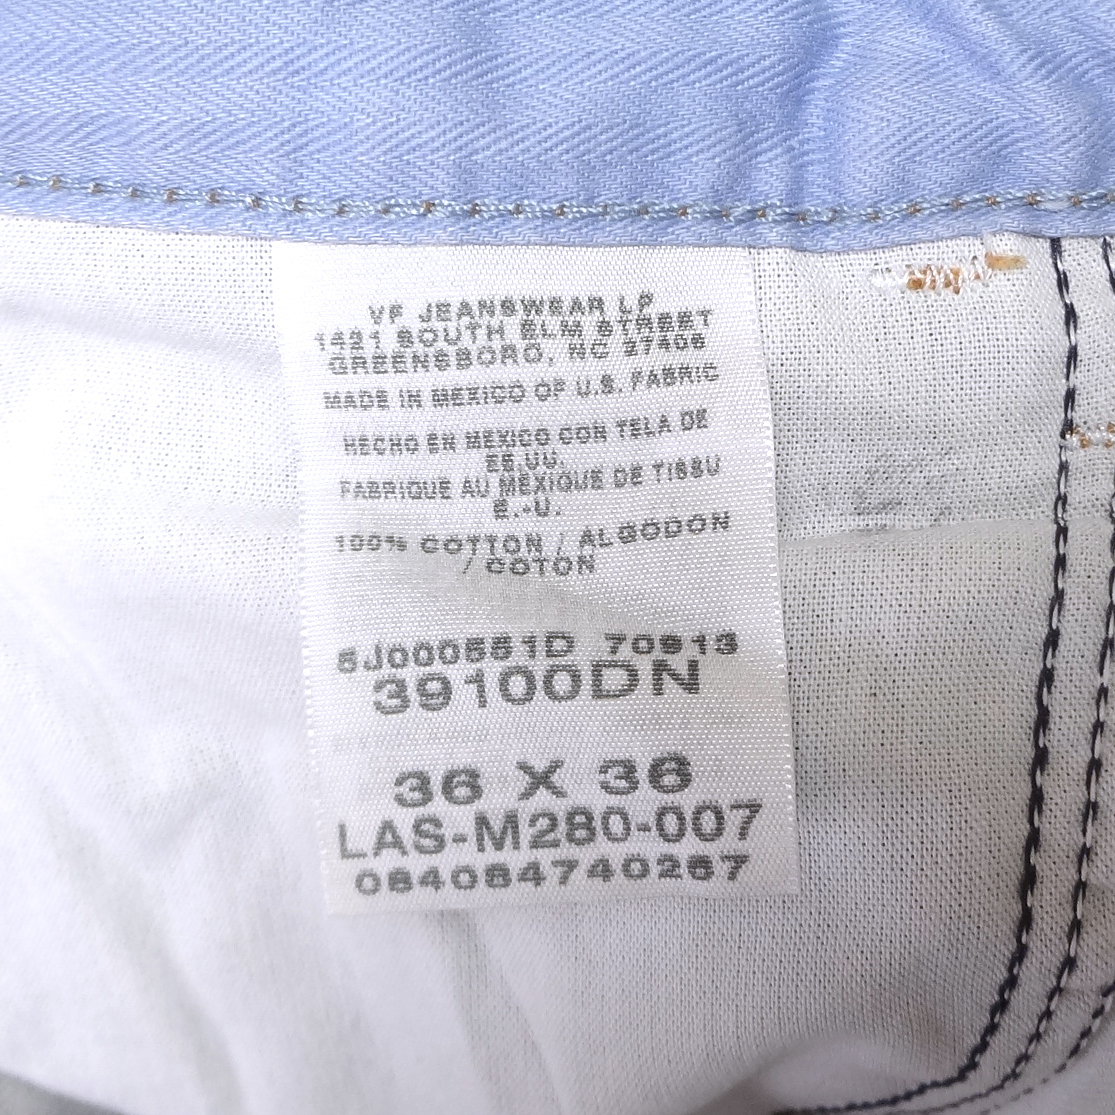 VF JEANSWEAR LP
1421 SOUTH ELM STREET
GREENSBORO, NC 27406
MADE IN MEXICO OF U.S. FABRIC
HECHO EN MEXICO CON TELA DE
EE.UU.
FABRIQUE AU MEXIQUE DE TISSU
E.-U.
100% COTTON / ALGODON
/ COTON
70913
39100DN
36 X 36
LAS-M280-007